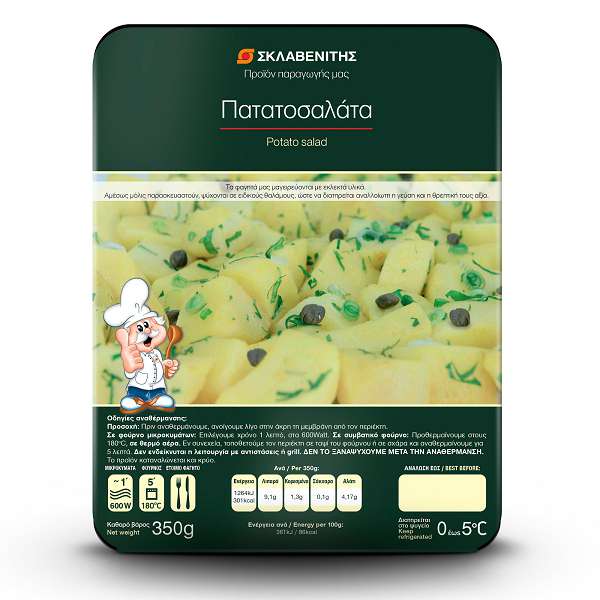 ΣΚΛΑΒΕΝΙΤΗΣ
Προϊόν παραγωγής μας
Πατατοσαλάτα
Potato salad
Τα φαγητά μας μαγειρεύονται με εκλεκτά υλικά.
Αμέσως μόλις παρασκευαστούν, ψύχονται σε ειδικούς θαλάμους, ώστε να διατηρείται αναλλοίωτη η γεύση και η θρεπτική τους αξία.
Οδηγίες αναθέρμανσης:
Προσοχή: Πριν αναθερμάνουμε, ανοίγουμε λίγο στην άκρη τη μεμβράνη από τον περιέκτη.
Σε φούρνο μικροκυμάτων: Επιλέγουμε χρόνο 1 λεπτό, στα 600Watt. Σε συμβατικό φούρνο: Προθερμαίνουμε στους
180°C, σε θερμό αέρα. Εν συνεχεία, τοποθετούμε τον περιέκτη σε ταψί του φούρνου ή σε σχάρα και αναθερμαίνουμε για
5 λεπτά. Δεν ενδείκνυται η λειτουργία με αντιστάσεις ή grill. ΔΕΝ ΤΟ ΞΑΝΑΨΥΧΟΥΜΕ ΜΕΤΑ ΤΗΝ ΑΝΑΘΕΡΜΑΝΣΗ.
Το προϊόν καταναλώνεται και κρύο.
ΜΙΚΡΟΚΥΜΑΤΑ ΦΟΥΡΝΟΣ ΕΤΟΙΜΟ ΦΑΓΗΤΟ
~ 1' 5'
600W 180°C
Ανά / Per 350g:
Ενέργεια Λιπαρά Κορεσμένα Σάκχαρα Αλάτι
1264kJ
301kcal 9,1g 1,3g 0,1g 4,17g
ΑΝΑΛΩΣΗ ΕΩΣ / BEST BEFORE:
Καθαρό βάρος
Net weight 350g
Ενέργεια ανά / Energy per 100g:
361kJ / 86kcal
Διατηρείται
στο ψυγείο
Keep
refrigerated
0 έως 5°C